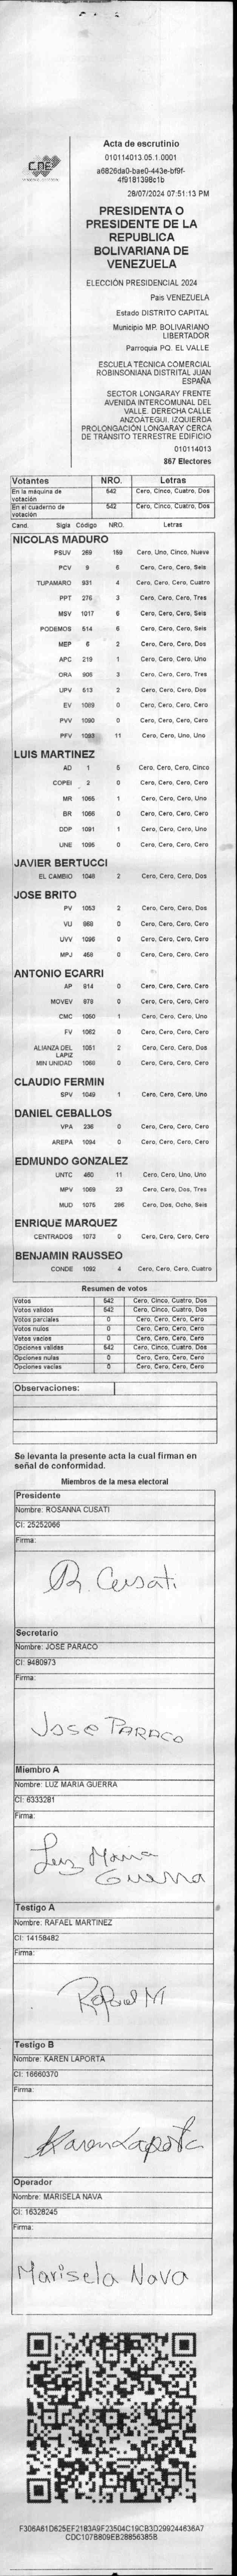 CNE
Acta de escrutinio
010114013.05.1.0001
a6826da0-bae0-443e-bf9f-
4f9181398c1b
28/07/2024 07:51:13 PM
PRESIDENTA O
PRESIDENTE DE LA
REPUBLICA
BOLIVARIANA DE
VENEZUELA
ELECCIÓN PRESIDENCIAL 2024
Pais VENEZUELA
Estado DISTRITO CAPITAL
Municipio MP. BOLIVARIANO
LIBERTADOR
Parroquia PQ. EL VALLE
ESCUELA TÉCNICA COMERCIAL
ROBINSONIANA DISTRITAL JUAN
ESPAÑA
SECTOR LONGARAY FRENTE
AVENIDA INTERCOMUNAL DEL
VALLE. DERECHA CALLE
ANZOÁTEGUI. IZQUIERDA
PROLONGACIÓN LONGARAY CERCA
DE TRÁNSITO TERRESTRE EDIFICIO
010114013
867 Electores
Votantes NRO. Letras
En la máquina de votación 542 Cero, Cinco, Cuatro, Dos
En el cuaderno de votación 542 Cero, Cinco, Cuatro, Dos
Cand. Sigla Código NRO. Letras
NICOLAS MADURO
PSUV 269 159 Cero, Uno, Cinco, Nueve
PCV 9 6 Cero, Cero, Cero, Seis
TUPAMARO 931 4 Cero, Cero, Cero, Cuatro
PPT 276 3 Cero, Cero, Cero, Tres
MSV 1017 6 Cero, Cero, Cero, Seis
PODEMOS 514 6 Cero, Cero, Cero, Seis
MEP 6 2 Cero, Cero, Cero, Dos
APC 219 1 Cero, Cero, Cero, Uno
ORA 906 3 Cero, Cero, Cero, Tres
UPV 613 2 Cero, Cero, Cero, Dos
EV 1089 0 Cero, Cero, Cero, Cero
PVV 1090 0 Cero, Cero, Cero, Cero
PFV 1093 11 Cero, Cero, Uno, Uno
LUIS MARTINEZ
AD 1 5 Cero, Cero, Cero, Cinco
COPEI 2 0 Cero, Cero, Cero, Cero
MR 1065 1 Cero, Cero, Cero, Uno
BR 1066 0 Cero, Cero, Cero, Cero
DDP 1091 1 Cero, Cero, Cero, Uno
UNE 1095 0 Cero, Cero, Cero, Cero
JAVIER BERTUCCI
EL CAMBIO 1048 2 Cero, Cero, Cero, Dos
JOSE BRITO
PV 1053 2 Cero, Cero, Cero, Dos
VU 968 0 Cero, Cero, Cero, Cero
UVV 1096 0 Cero, Cero, Cero, Cero
MPJ 458 0 Cero, Cero, Cero, Cero
ANTONIO ECARRI
AP 914 0 Cero, Cero, Cero, Cero
MOVEV 979 0 Cero, Cero, Cero, Cero
CMC 1050 1 Cero, Cero, Cero, Uno
FV 1062 0 Cero, Cero, Cero, Cero
ALIANZA DEL LAPIZ 1051 2 Cero, Cero, Cero, Dos
MIN UNIDAD 1068 0 Cero, Cero, Cero, Cero
CLAUDIO FERMIN
SPV 1049 1 Cero, Cero, Cero, Uno
DANIEL CEBALLOS
VPA 236 0 Cero, Cero, Cero, Cero
AREPA 1094 0 Cero, Cero, Cero, Cero
EDMUNDO GONZALEZ
UNTC 460 11 Cero, Cero, Uno, Uno
MPV 1069 23 Cero, Cero, Dos, Tres
MUD 1075 286 Cero, Dos, Ocho, Seis
ENRIQUE MARQUEZ
CENTRADOS 1073 0 Cero, Cero, Cero, Cero
BENJAMIN RAUSSEO
CONDE 1092 4 Cero, Cero, Cero, Cuatro
Resumen de votos
Votos 542 Cero, Cinco, Cuatro, Dos
Votos validos 542 Cero, Cinco, Cuatro, Dos
Votos parciales 0 Cero, Cero, Cero, Cero
Votos nulos 0 Cero, Cero, Cero, Cero
Votos vacíos 0 Cero, Cero, Cero, Cero
Opciones validas 542 Cero, Cinco, Cuatro, Dos
Opciones nulas 0 Cero, Cero, Cero, Cero
Opciones vacías 0 Cero, Cero, Cero, Cero
Observaciones:
Se levanta la presente acta la cual firman en
señal de conformidad.
Miembros de la mesa electoral
Presidente
Nombre: ROSANNA CUSATI
CI: 25252066
Firma:
R. Cusati
Secretario
Nombre: JOSE PARACO
CI: 9480973
Firma:
Jose PARACO
Miembro A
Nombre: LUZ MARIA GUERRA
CI: 6333281
Firma:
Luz Maria
Guerra
Testigo A
Nombre: RAFAEL MARTINEZ
CI: 14158482
Firma:
Rafael M
Testigo B
Nombre: KAREN LAPORTA
CI: 16660370
Firma:
Karen Laporta
Operador
Nombre: MARISELA NAVA
CI: 16328245
Firma:
Marisela Nava
F306A61D625EF2183A9F23504C19CB3D299244636A7
CDC107B809EB28856385B